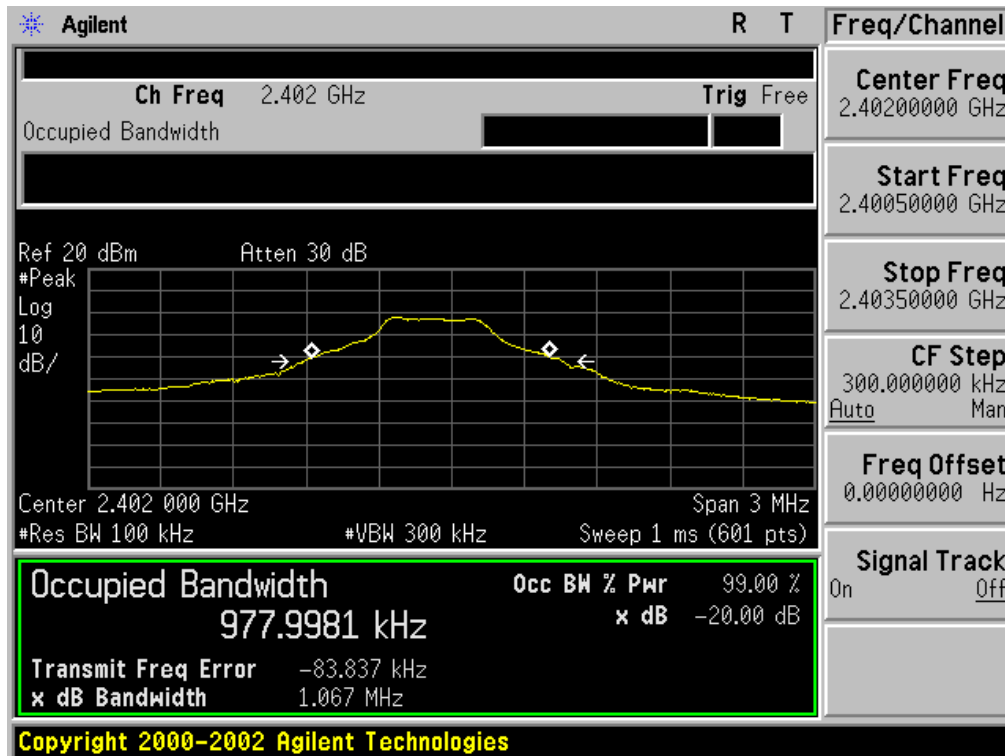 Agilent R T
Freq/Channel
Ch Freq 2.402 GHz Trig Free
Occupied Bandwidth
Center Freq
2.40200000 GHz
Start Freq
2.40050000 GHz
Stop Freq
2.40350000 GHz
CF Step
300.000000 kHz
Auto Man
Freq Offset
0.00000000 Hz
Signal Track
On Off
Ref 20 dBm Atten 30 dB
#Peak
Log
10
dB/
Center 2.402 000 GHz Span 3 MHz
#Res BW 100 kHz #VBW 300 kHz Sweep 1 ms (601 pts)
Occupied Bandwidth
977.9981 kHz
Occ BW % Pwr 99.00 %
x dB -20.00 dB
Transmit Freq Error -83.837 kHz
x dB Bandwidth 1.067 MHz
Copyright 2000-2002 Agilent Technologies